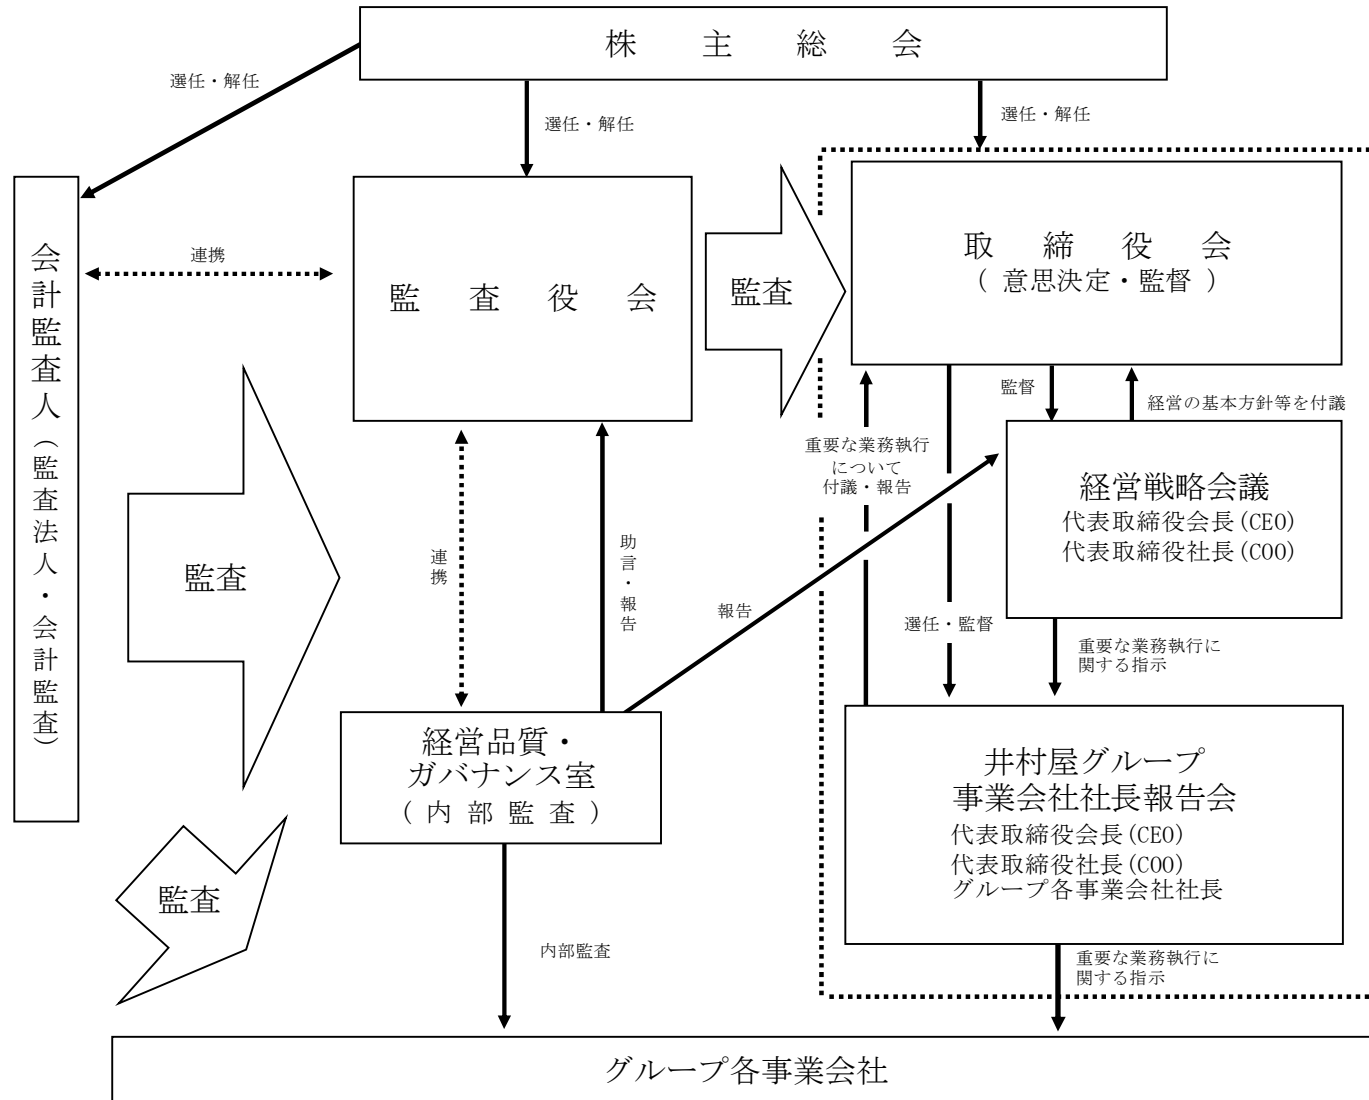 株 主 総 会
選任・解任
選任・解任
選任・解任
会計監査人（監査法人・会計監査）
連携
監 査 役 会
監査
取 締 役 会
( 意思決定・監督 )
監督
経営の基本方針等を付議
重要な業務執行
について
付議・報告
経営戦略会議
代表取締役会長(CEO)
代表取締役社長(COO)
監査
連携
助言・報告
報告
選任・監督
重要な業務執行に
関する指示
経営品質・
ガバナンス室
( 内 部 監 査 )
井村屋グループ
事業会社社長報告会
代表取締役会長(CEO)
代表取締役社長(COO)
グループ各事業会社社長
監査
内部監査
重要な業務執行に
関する指示
グループ各事業会社